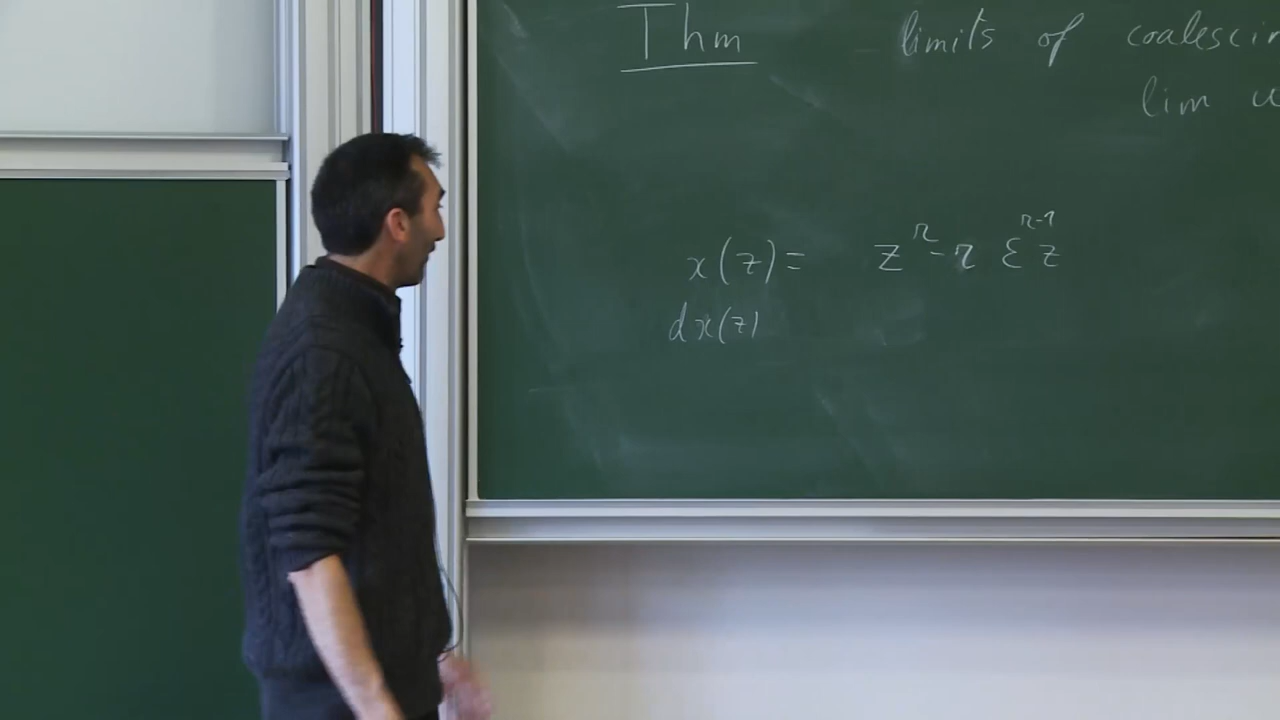 Thm limits of coalescin
lim
x(z) = z^r - r ε^{r-1} z
dx(z)